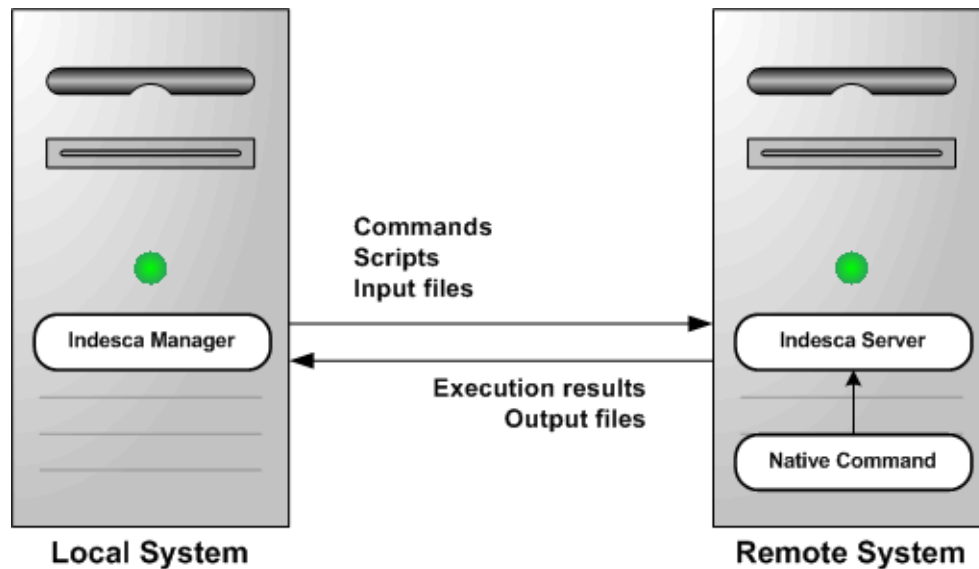 Commands
Scripts
Input files
Indesca Manager
Indesca Server
Execution results
Output files
Native Command
Local System
Remote System